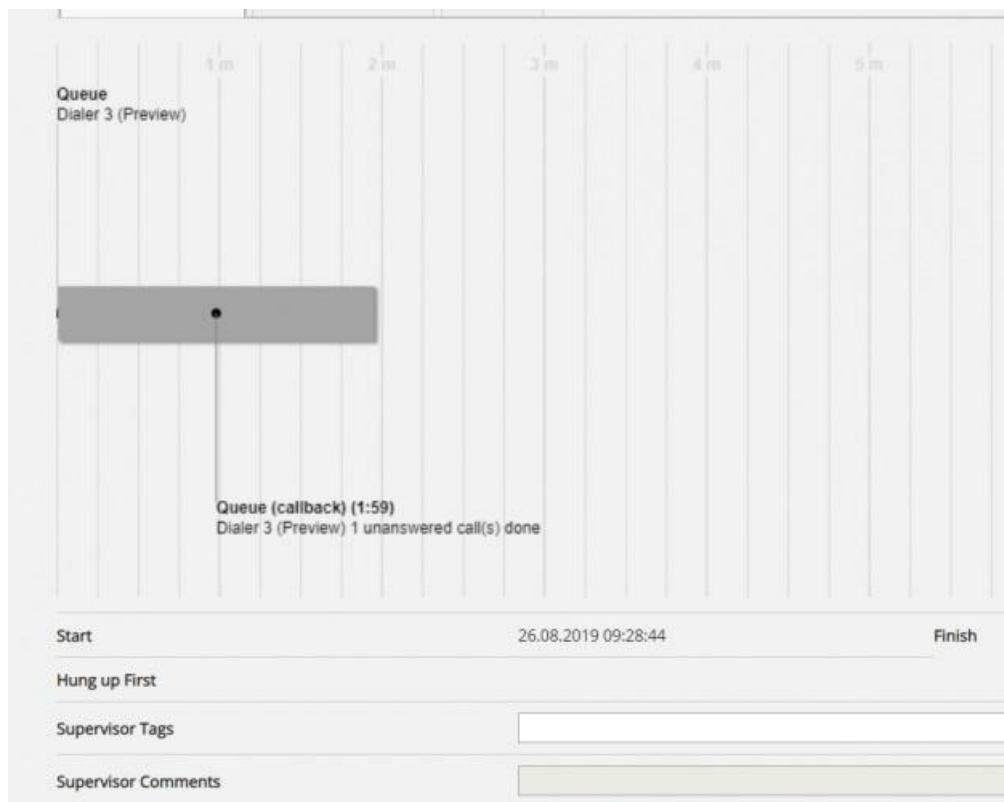 1 m 2 m 3 m 4 m 5 m
Queue
Dialer 3 (Preview)
Queue (callback) (1:59)
Dialer 3 (Preview) 1 unanswered call(s) done
Start 26.08.2019 09:28:44 Finish
Hung up First
Supervisor Tags
Supervisor Comments